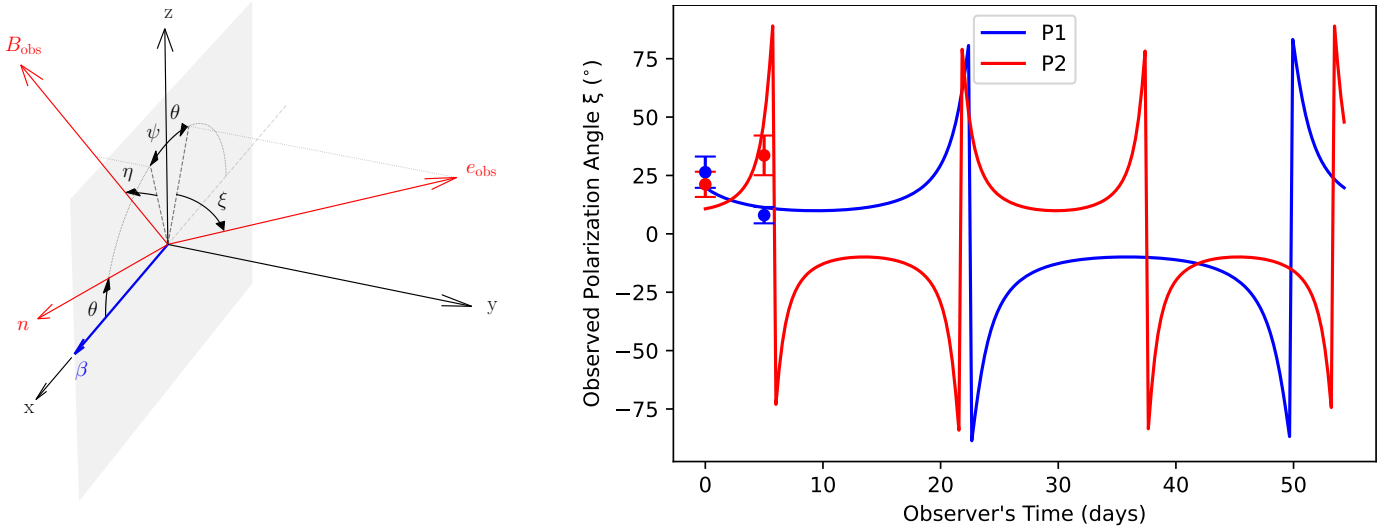 z
B_obs
θ
ψ
η
e_obs
ξ
y
θ
n
β
x
Observed Polarization Angle ξ (°)
75
50
25
0
−25
−50
−75
P1
P2
0 10 20 30 40 50
Observer's Time (days)